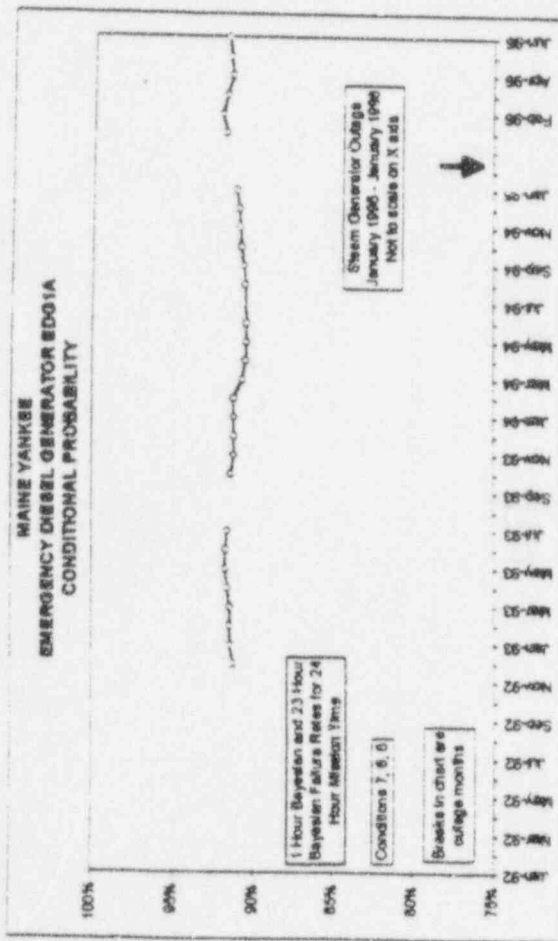 MAINE YANKEE
EMERGENCY DIESEL GENERATOR EDG1A
CONDITIONAL PROBABILITY
100%
95%
90%
85%
80%
75%
1 Hour Bayesian and 23 Hour
Bayesian Failure Rates for 24
Hour Mission Time
Conditions 7, 8, 6
Breaks in chart are
outage months
Steam Generator Outage
January 1995 - January 1996
Not to scale on X axis
Jan-92
Mar-92
May-92
Jul-92
Sep-92
Nov-92
Jan-93
Mar-93
May-93
Jul-93
Sep-93
Nov-93
Jan-94
Mar-94
May-94
Jul-94
Sep-94
Nov-94
Jan-95
Feb-96
Apr-96
Jun-96